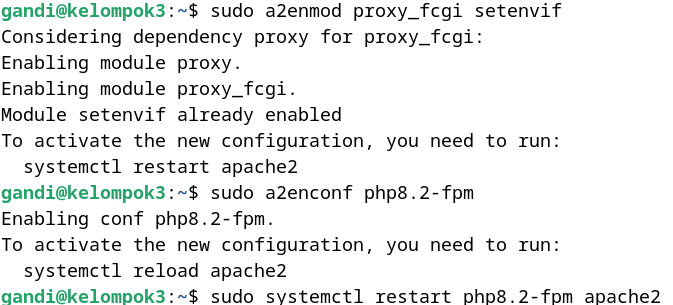 gandi@kelompok3:~$ sudo a2enmod proxy_fcgi setenvif
Considering dependency proxy for proxy_fcgi:
Enabling module proxy.
Enabling module proxy_fcgi.
Module setenvif already enabled
To activate the new configuration, you need to run:
  systemctl restart apache2
gandi@kelompok3:~$ sudo a2enconf php8.2-fpm
Enabling conf php8.2-fpm.
To activate the new configuration, you need to run:
  systemctl reload apache2
gandi@kelompok3:~$ sudo systemctl restart php8.2-fpm apache2